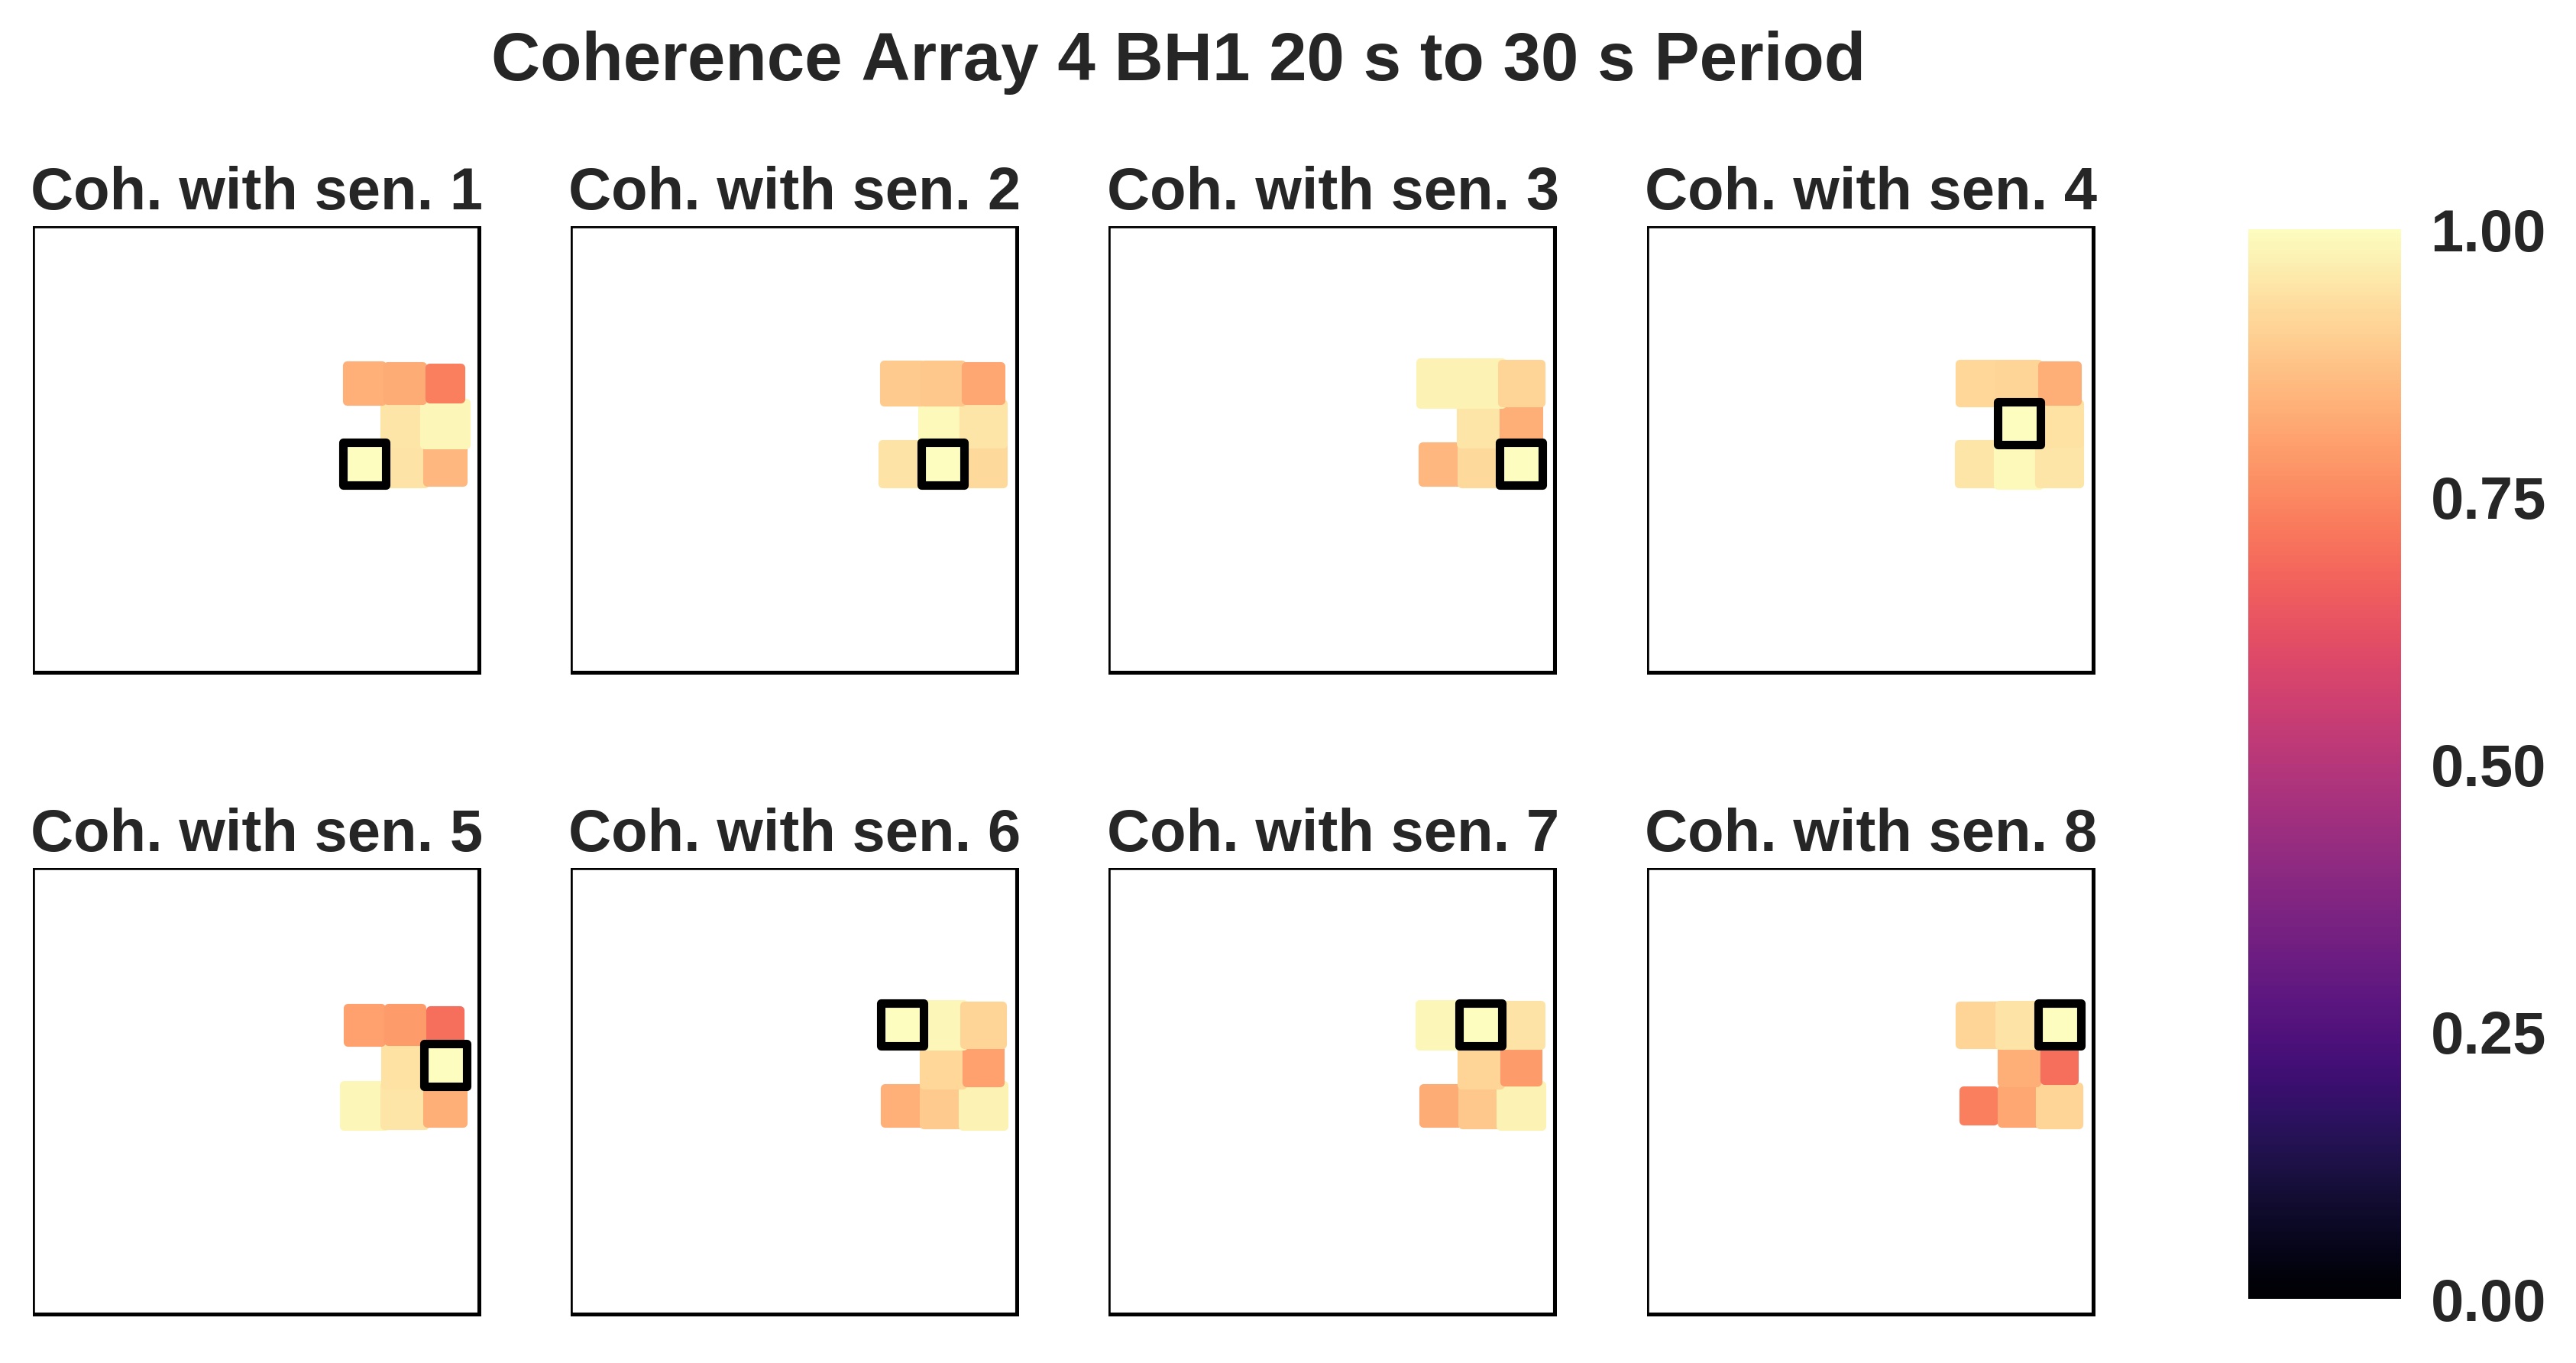 Coherence Array 4 BH1 20 s to 30 s Period
Coh. with sen. 1
Coh. with sen. 2
Coh. with sen. 3
Coh. with sen. 4
1.00
0.75
0.50
0.25
0.00
Coh. with sen. 5
Coh. with sen. 6
Coh. with sen. 7
Coh. with sen. 8